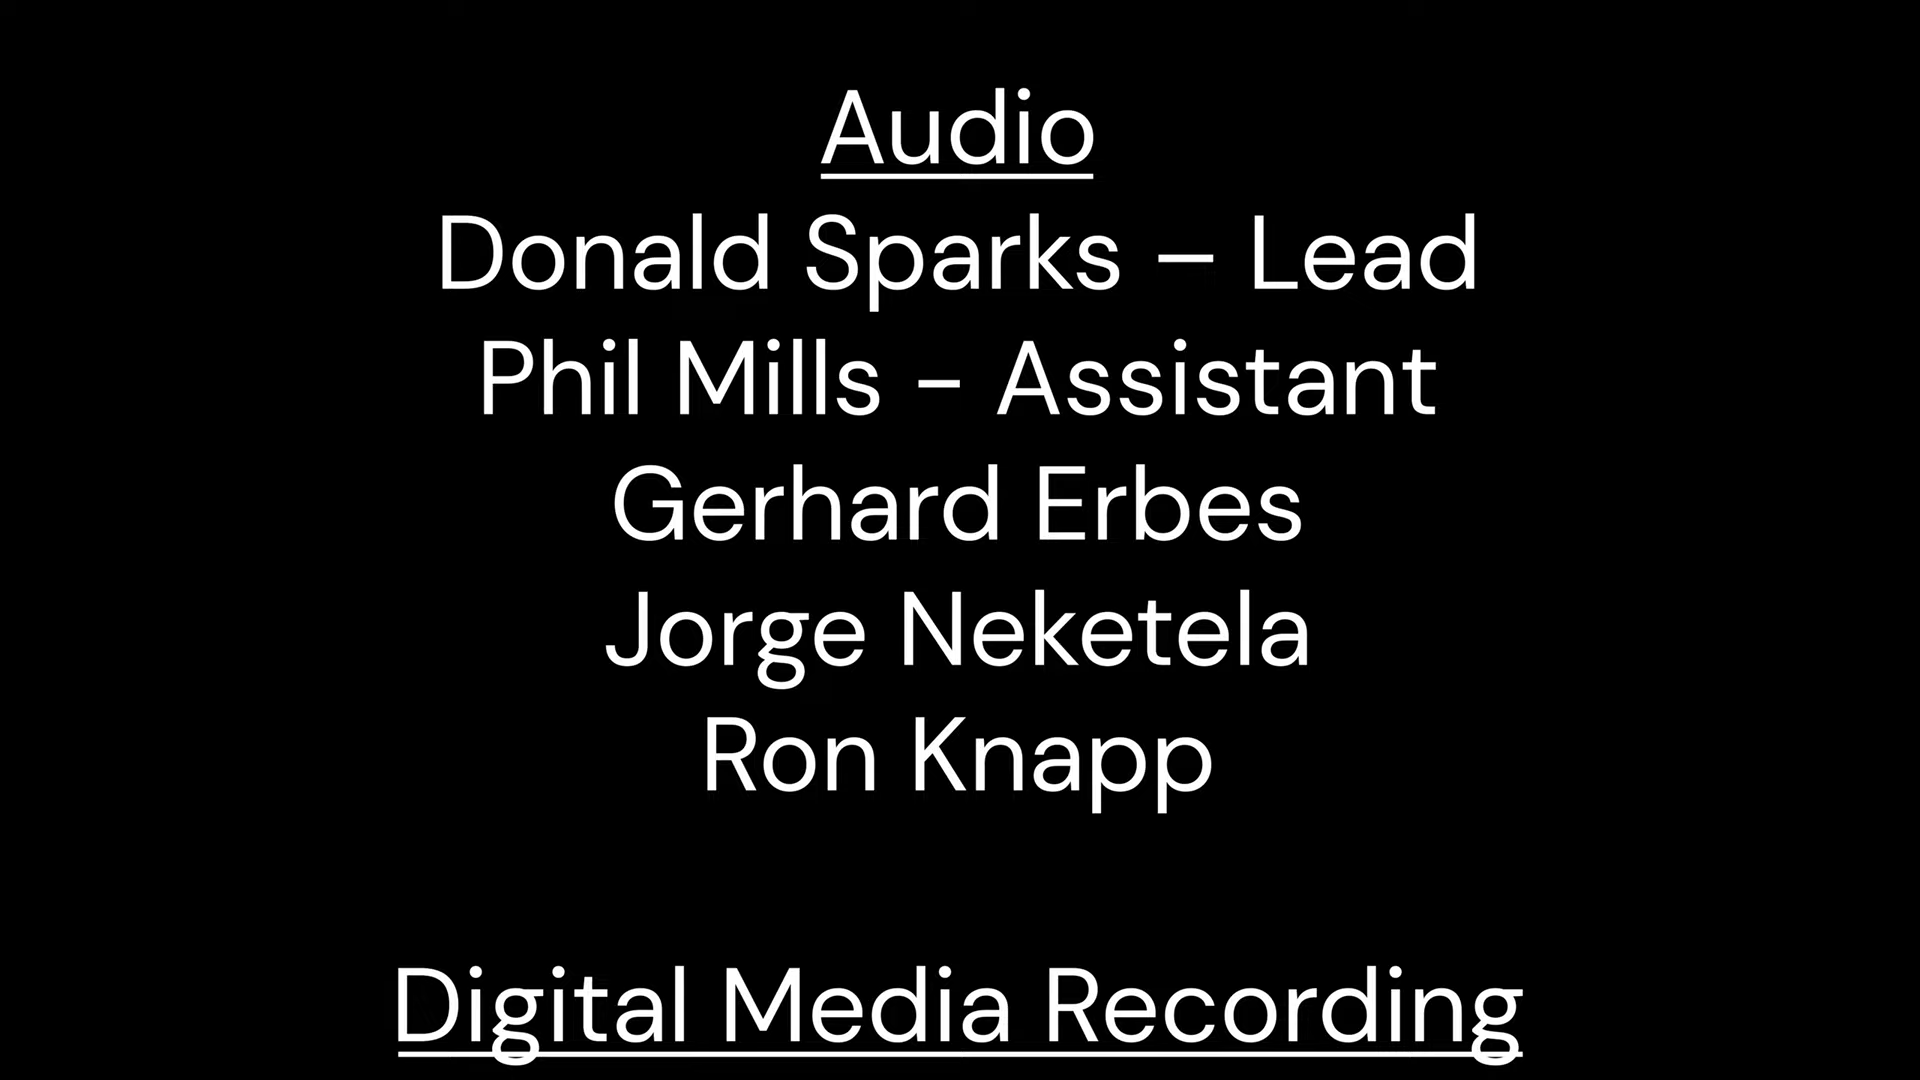 Audio
Donald Sparks – Lead
Phil Mills - Assistant
Gerhard Erbes
Jorge Neketela
Ron Knapp
Digital Media Recording